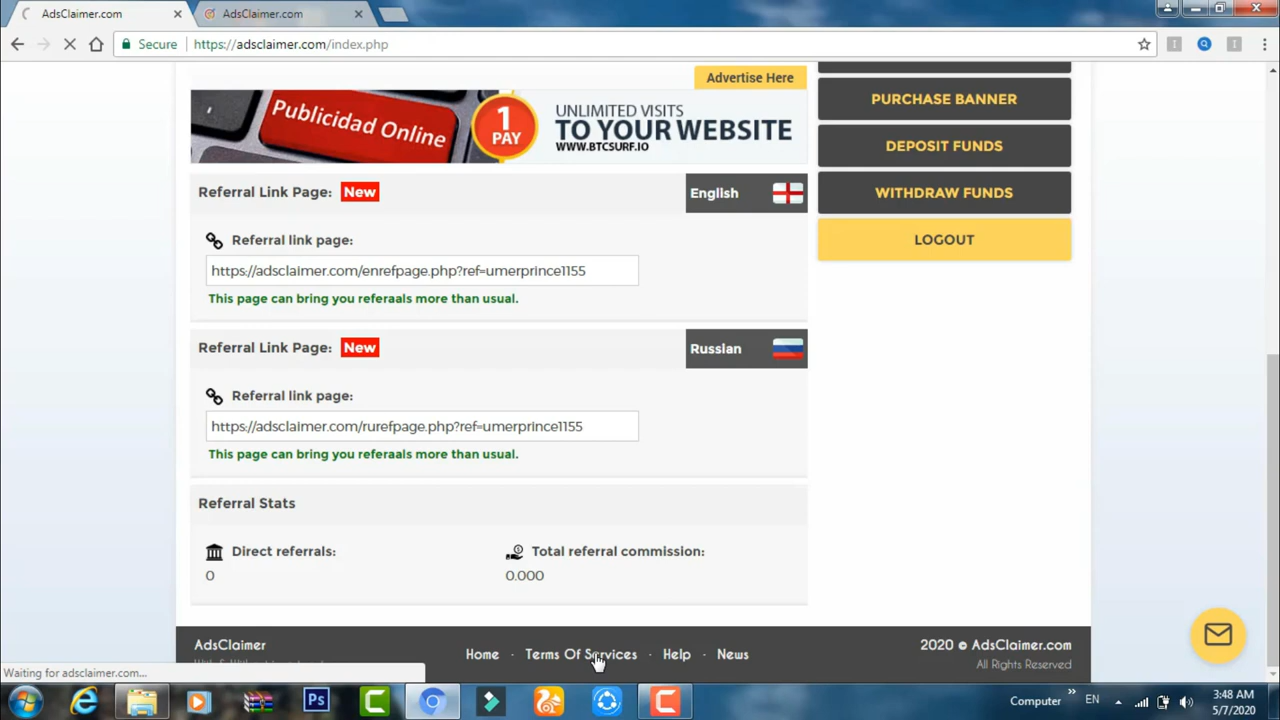 AdsClaimer.com
AdsClaimer.com
Secure
https://adsclaimer.com/index.php
Advertise Here
Publicidad Online
1
PAY
UNLIMITED VISITS
TO YOUR WEBSITE
WWW.BTCSURF.IO
PURCHASE BANNER
DEPOSIT FUNDS
WITHDRAW FUNDS
LOGOUT
Referral Link Page: New
English
Referral link page:
https://adsclaimer.com/enrefpage.php?ref=umerprince1155
This page can bring you referaals more than usual.
Referral Link Page: New
Russian
Referral link page:
https://adsclaimer.com/rurefpage.php?ref=umerprince1155
This page can bring you referaals more than usual.
Referral Stats
Direct referrals:
0
Total referral commission:
0.000
AdsClaimer
Home · Terms Of Services · Help · News
2020 © AdsClaimer.com
All Rights Reserved
Waiting for adsclaimer.com...
Ps
Computer
EN
3:48 AM
5/7/2020